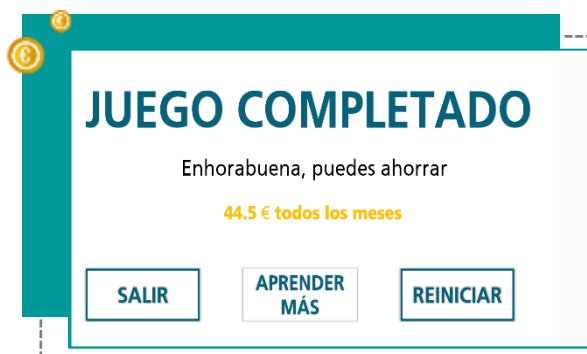 JUEGO COMPLETADO
Enhorabuena, puedes ahorrar
44.5 € todos los meses
SALIR
APRENDER
MÁS
REINICIAR